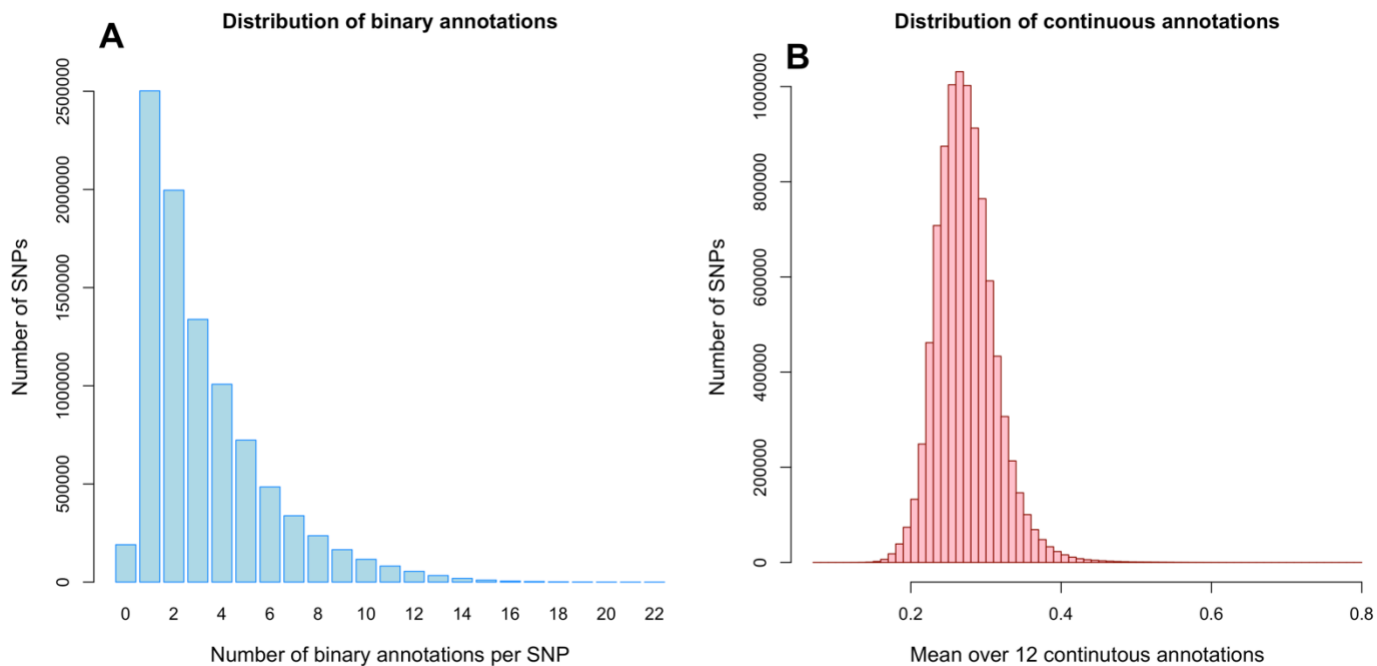 Distribution of binary annotations
A
Number of SNPs
2500000
2000000
1500000
1000000
500000
0
0 2 4 6 8 10 12 14 16 18 20 22
Number of binary annotations per SNP
Distribution of continuous annotations
B
Number of SNPs
1000000
800000
600000
400000
200000
0
0.2 0.4 0.6 0.8
Mean over 12 continutous annotations